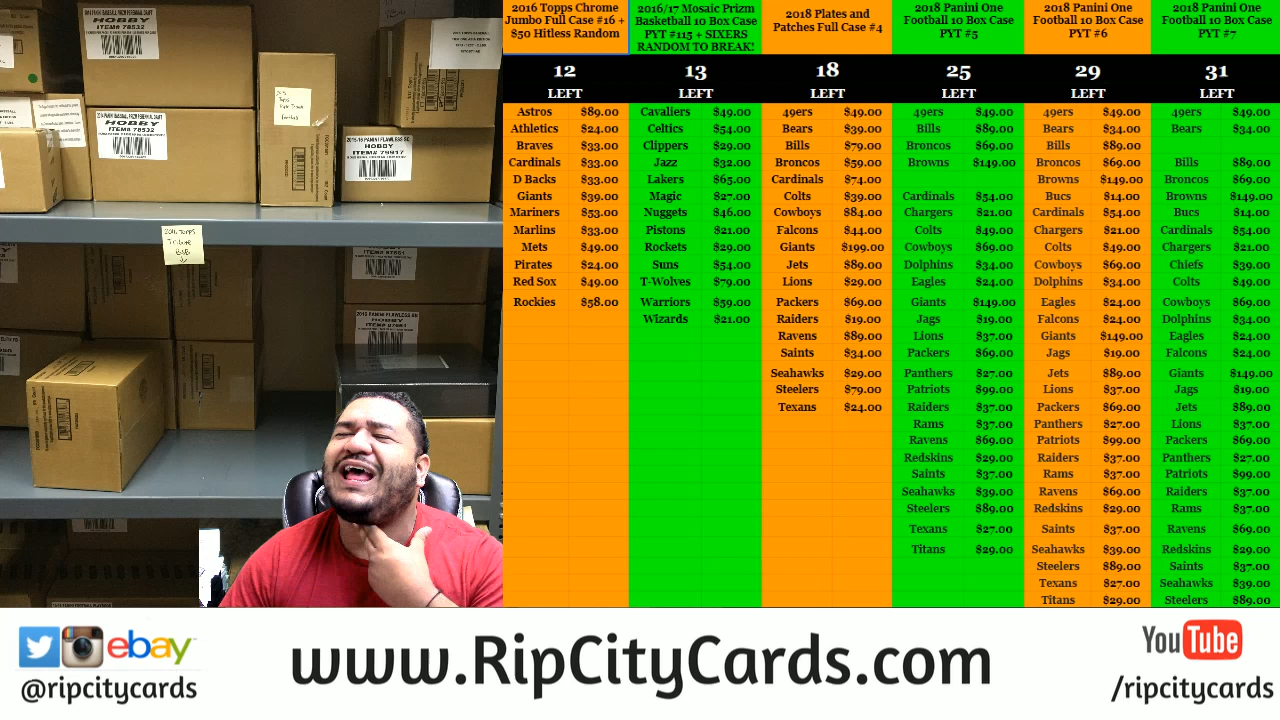 2016 Topps Chrome
Jumbo Full Case #16 +
$50 Hitless Random
12
LEFT
Astros $89.00
Athletics $24.00
Braves $33.00
Cardinals $33.00
D Backs $33.00
Giants $39.00
Mariners $53.00
Marlins $33.00
Mets $49.00
Pirates $24.00
Red Sox $49.00
Rockies $58.00
2016/17 Mosaic Prizm
Basketball 10 Box Case
PYT #115 + SIXERS
RANDOM TO BREAK!
13
LEFT
Cavaliers $49.00
Celtics $54.00
Clippers $29.00
Jazz $32.00
Lakers $65.00
Magic $27.00
Nuggets $46.00
Pistons $21.00
Rockets $29.00
Suns $54.00
T-Wolves $79.00
Warriors $59.00
Wizards $21.00
2018 Plates and
Patches Full Case #4
18
LEFT
49ers $49.00
Bears $39.00
Bills $79.00
Broncos $59.00
Cardinals $74.00
Colts $39.00
Cowboys $84.00
Falcons $44.00
Giants $199.00
Jets $89.00
Lions $29.00
Packers $69.00
Raiders $19.00
Ravens $89.00
Saints $34.00
Seahawks $29.00
Steelers $79.00
Texans $24.00
2018 Panini One
Football 10 Box Case
PYT #5
25
LEFT
49ers $49.00
Bills $89.00
Broncos $69.00
Browns $149.00
Cardinals $54.00
Chargers $21.00
Colts $49.00
Cowboys $69.00
Dolphins $34.00
Eagles $24.00
Giants $149.00
Jags $19.00
Lions $37.00
Packers $69.00
Panthers $27.00
Patriots $99.00
Raiders $37.00
Rams $37.00
Ravens $69.00
Redskins $29.00
Saints $37.00
Seahawks $39.00
Steelers $89.00
Texans $27.00
Titans $29.00
2018 Panini One
Football 10 Box Case
PYT #6
29
LEFT
49ers $49.00
Bears $34.00
Bills $89.00
Broncos $69.00
Browns $149.00
Bucs $14.00
Cardinals $54.00
Chargers $21.00
Colts $49.00
Cowboys $69.00
Dolphins $34.00
Eagles $24.00
Falcons $24.00
Giants $149.00
Jags $19.00
Jets $89.00
Lions $37.00
Packers $69.00
Panthers $27.00
Patriots $99.00
Raiders $37.00
Rams $37.00
Ravens $69.00
Redskins $29.00
Saints $37.00
Seahawks $39.00
Steelers $89.00
Texans $27.00
Titans $29.00
2018 Panini One
Football 10 Box Case
PYT #7
31
LEFT
49ers $49.00
Bears $34.00
Bills $89.00
Broncos $69.00
Browns $149.00
Bucs $14.00
Cardinals $54.00
Chargers $21.00
Chiefs $39.00
Colts $49.00
Cowboys $69.00
Dolphins $34.00
Eagles $24.00
Falcons $24.00
Giants $149.00
Jags $19.00
Jets $89.00
Lions $37.00
Packers $69.00
Panthers $27.00
Patriots $99.00
Raiders $37.00
Rams $37.00
Ravens $69.00
Redskins $29.00
Saints $37.00
Seahawks $39.00
Steelers $89.00
HOBBY
ITEM# 78532
HOBBY
ITEM# 78532
2015-16 PANINI FLAWLESS
HOBBY
ITEM# 79917
2016 Topps
Tribute
HOBBY
ebay
@ripcitycards
www.RipCityCards.com
YouTube
/ripcitycards